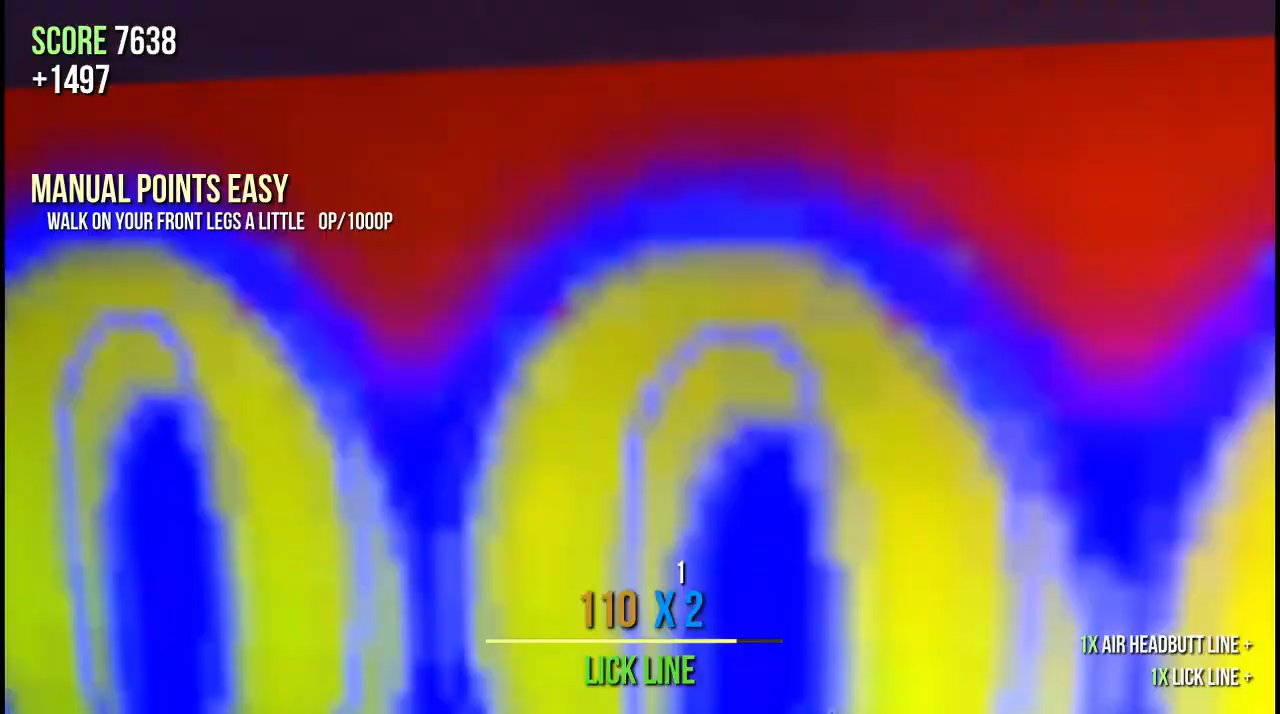 SCORE 7638
+1497
MANUAL POINTS EASY
WALK ON YOUR FRONT LEGS A LITTLE 0P/1000P
1
110 X 2
LICK LINE
1X AIR HEADBUTT LINE +
1X LICK LINE +